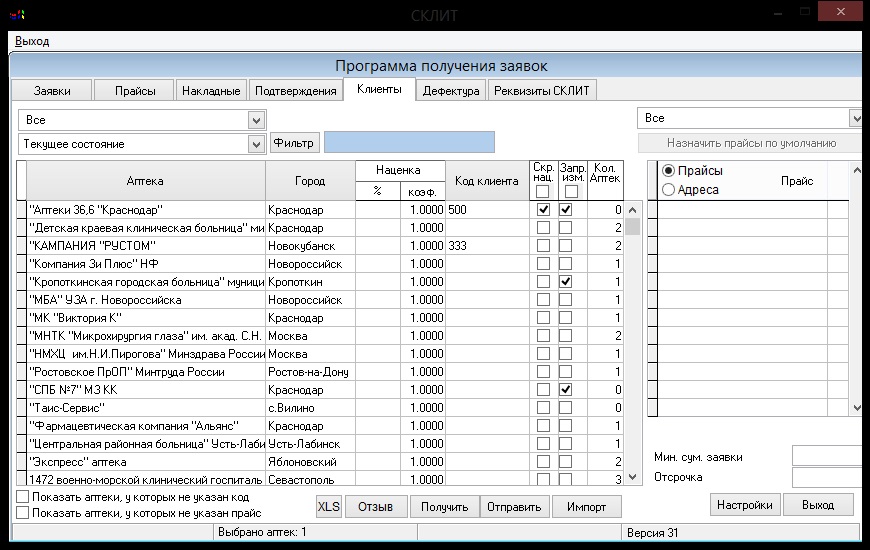 СКЛИТ
Выход
Программа получения заявок
Заявки Прайсы Накладные Подтверждения Клиенты Дефектура Реквизиты СКЛИТ
Все Все
Текущее состояние Фильтр Назначить прайсы по умолчанию
Аптека Город Наценка % коэф. Код клиента Скр. нац. Запр. изм. Кол. Аптек Прайсы Адреса Прайс
"Аптеки 36,6 "Краснодар" Краснодар 1.0000 500 0
"Детская краевая клиническая больница" ми Краснодар 1.0000 2
"КАМПАНИЯ "РУСТОМ" Новокубанск 1.0000 333 2
"Компания Зи Плюс" НФ Новороссийск 1.0000 1
"Кропоткинская городская больница" муници Кропоткин 1.0000 1
"МБА" УЗА г. Новороссийска Новороссийск 1.0000 1
"МК "Виктория К" Краснодар 1.0000 1
"МНТК "Микрохирургия глаза" им. акад. С.Н. Москва 1.0000 2
"НМХЦ им.Н.И.Пирогова" Минздрава России Москва 1.0000 1
"Ростовское ПрОП" Минтруда России Ростов-на-Дону 1.0000 1
"СПБ №7" МЗ КК Краснодар 1.0000 0
"Таис-Сервис" с.Вилино 1.0000 0
"Фармацевтическая компания "Альянс" Краснодар 1.0000 1
"Центральная районная больница" Усть-Лаби Усть-Лабинск 1.0000 1
"Экспресс" аптека Яблоновский 1.0000 2
1472 военно-морской клинический госпиталь Севастополь 1.0000 3
Мин. сум. заявки
Отсрочка
Показать аптеки, у которых не указан код
Показать аптеки, у которых не указан прайс
XLS Отзыв Получить Отправить Импорт Настройки Выход
Выбрано аптек: 1 Версия 31